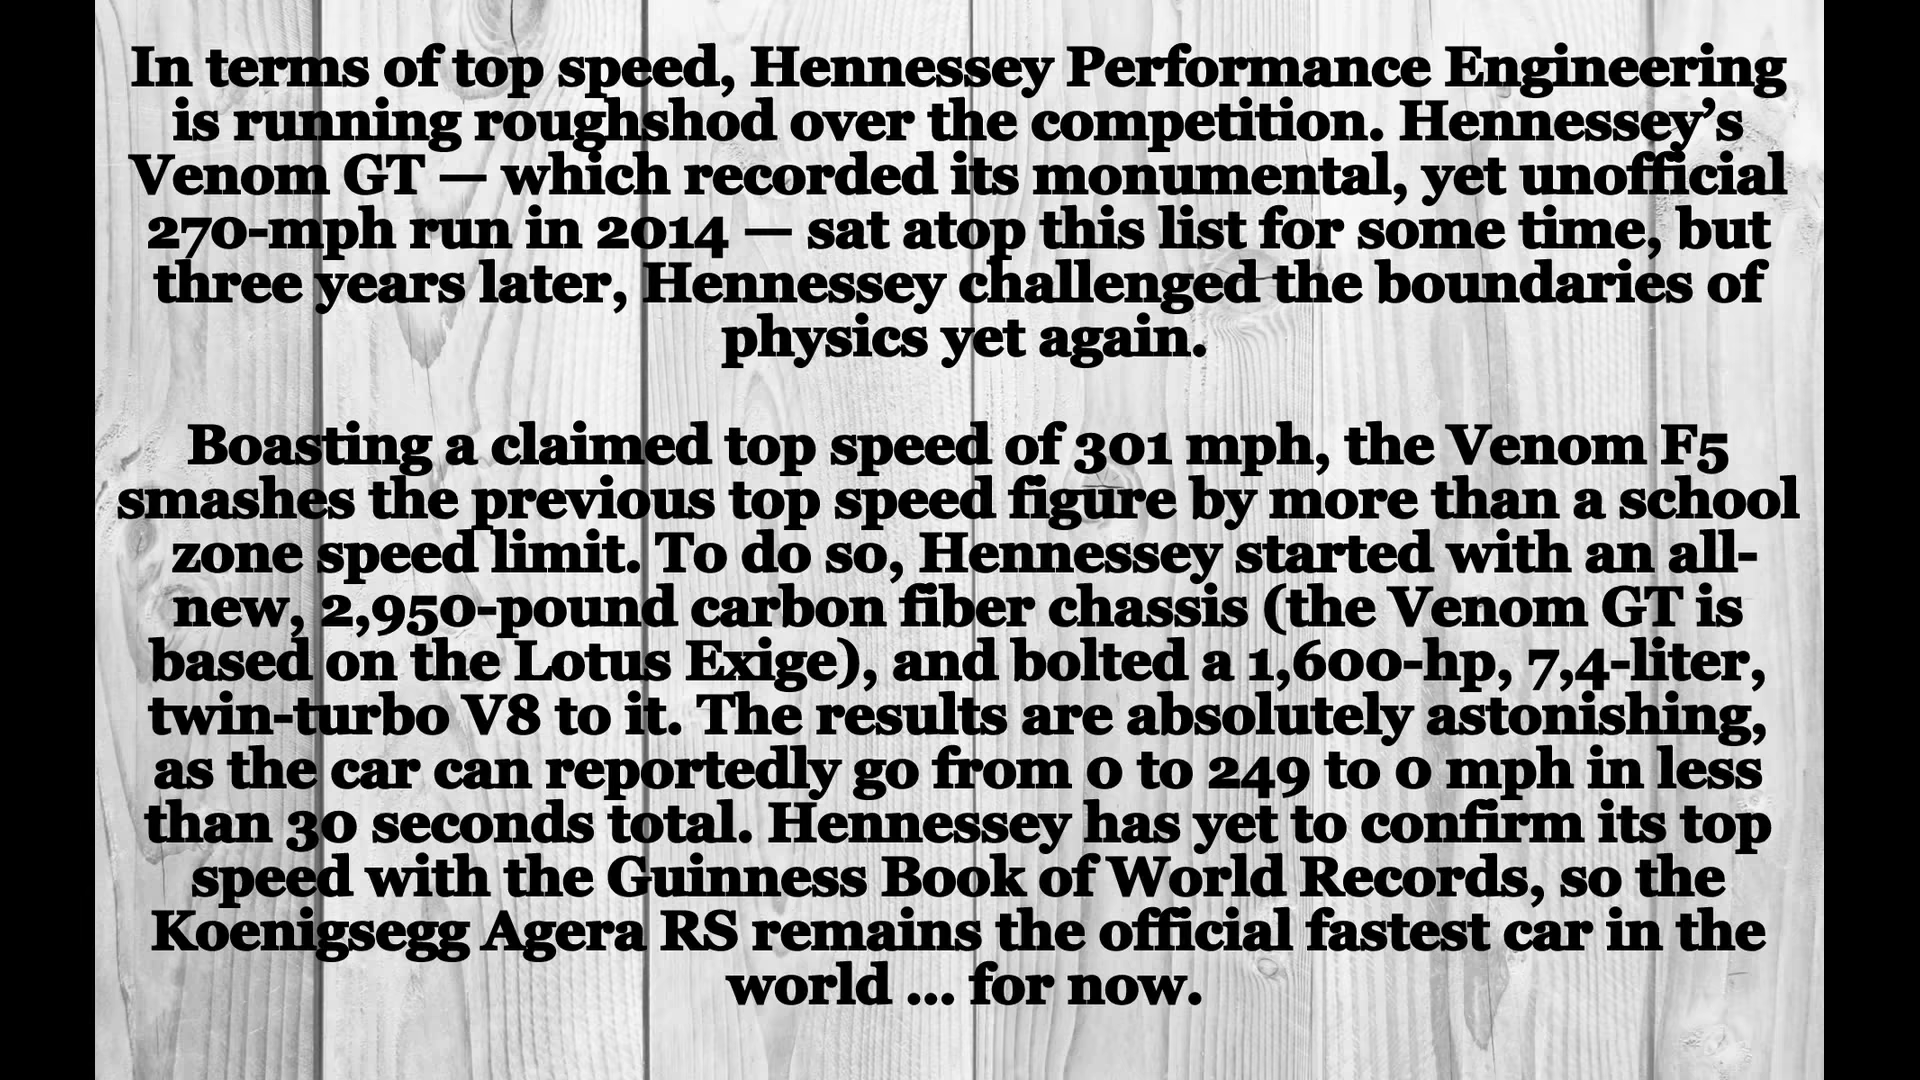 In terms of top speed, Hennessey Performance Engineering
is running roughshod over the competition. Hennessey’s
Venom GT — which recorded its monumental, yet unofficial
270-mph run in 2014 — sat atop this list for some time, but
three years later, Hennessey challenged the boundaries of
physics yet again.
Boasting a claimed top speed of 301 mph, the Venom F5
smashes the previous top speed figure by more than a school
zone speed limit. To do so, Hennessey started with an all-
new, 2,950-pound carbon fiber chassis (the Venom GT is
based on the Lotus Exige), and bolted a 1,600-hp, 7,4-liter,
twin-turbo V8 to it. The results are absolutely astonishing,
as the car can reportedly go from 0 to 249 to 0 mph in less
than 30 seconds total. Hennessey has yet to confirm its top
speed with the Guinness Book of World Records, so the
Koenigsegg Agera RS remains the official fastest car in the
world ... for now.